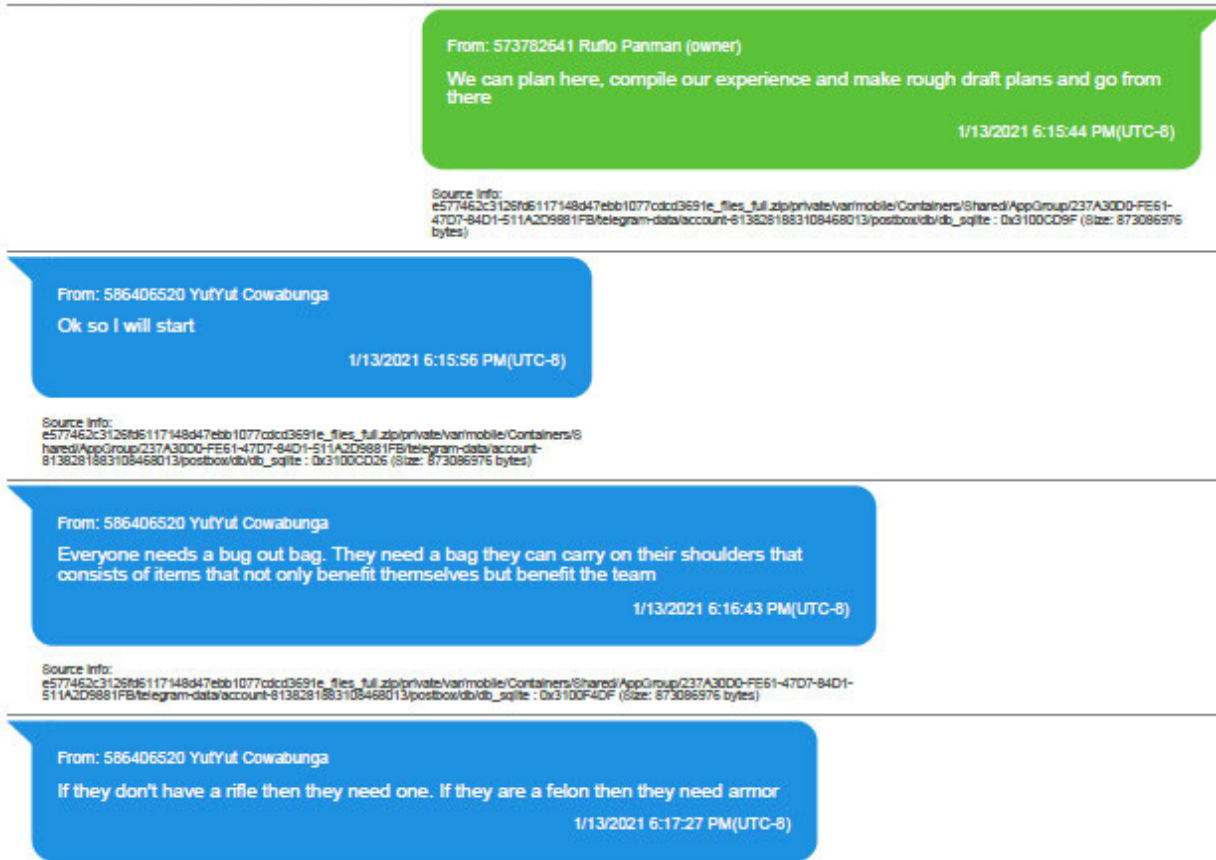 From: 573782641 Rufio Panman (owner)
We can plan here, compile our experience and make rough draft plans and go from
there
1/13/2021 6:15:44 PM(UTC-8)
Source Info:
e577462c3126fd6117148d47ebb1077cdcd3691e_files_full.zip/private/var/mobile/Containers/Shared/AppGroup/237A30D0-FE61-
47D7-84D1-511A2D9881FB/telegram-data/account-8138281883108468013/postbox/db/db_sqlite : 0x3100CD9F (Size: 873086976
bytes)
From: 586406520 YutYut Cowabunga
Ok so I will start
1/13/2021 6:15:56 PM(UTC-8)
Source Info:
e577462c3126fd6117148d47ebb1077cdcd3691e_files_full.zip/private/var/mobile/Containers/S
hared/AppGroup/237A30D0-FE61-47D7-84D1-511A2D9881FB/telegram-data/account-
8138281883108468013/postbox/db/db_sqlite : 0x3100CD26 (Size: 873086976 bytes)
From: 586406520 YutYut Cowabunga
Everyone needs a bug out bag. They need a bag they can carry on their shoulders that
consists of items that not only benefit themselves but benefit the team
1/13/2021 6:16:43 PM(UTC-8)
Source Info:
e577462c3126fd6117148d47ebb1077cdcd3691e_files_full.zip/private/var/mobile/Containers/Shared/AppGroup/237A30D0-FE61-47D7-84D1-
511A2D9881FB/telegram-data/account-8138281883108468013/postbox/db/db_sqlite : 0x3100F4DF (Size: 873086976 bytes)
From: 586406520 YutYut Cowabunga
If they don't have a rifle then they need one. If they are a felon then they need armor
1/13/2021 6:17:27 PM(UTC-8)